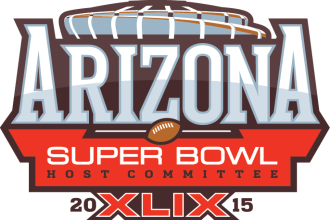 ARIZONA
SUPER BOWL
HOST COMMITTEE
20 XLIX 15